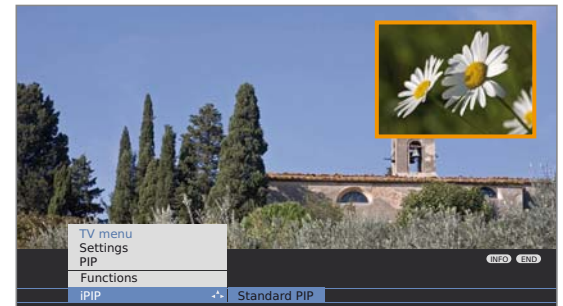 TV menu
Settings
PIP
INFO END
Functions
iPIP Standard PIP